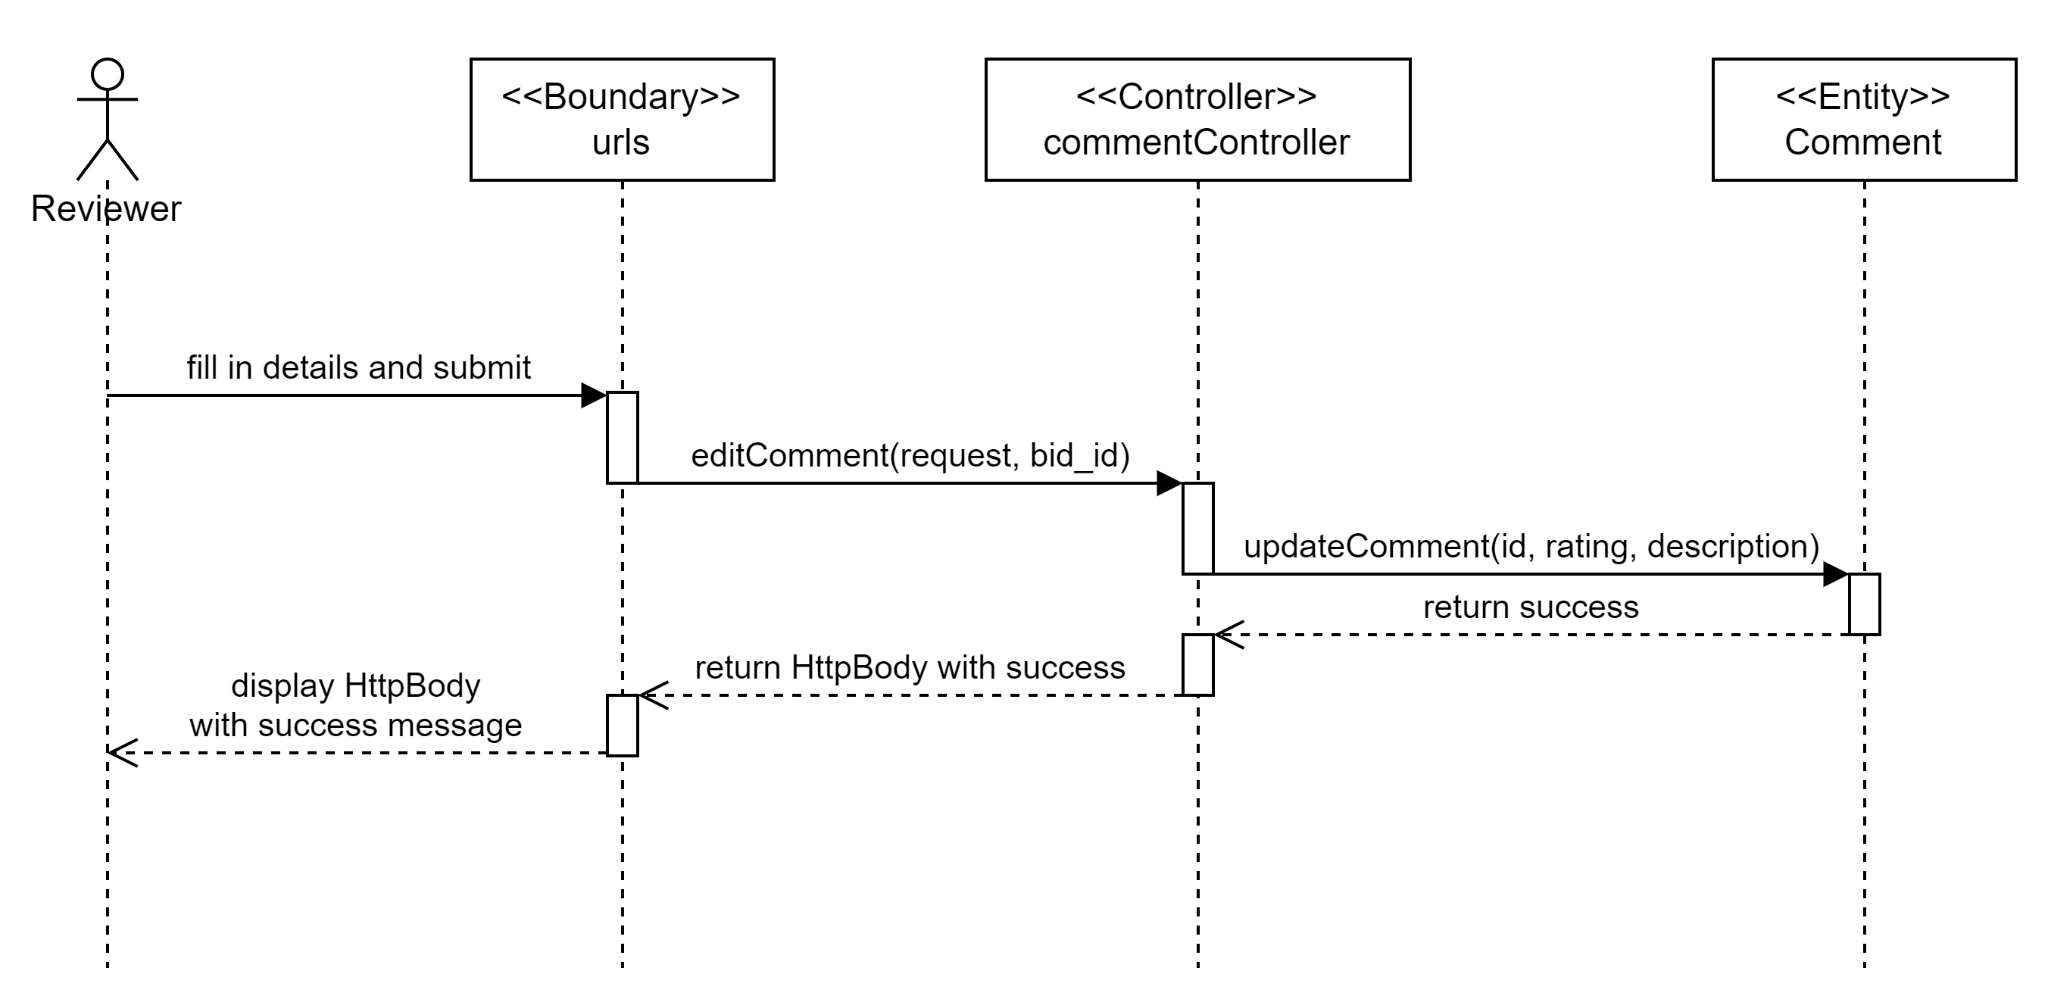 <<Boundary>>
urls
<<Controller>>
commentController
<<Entity>>
Comment
Reviewer
fill in details and submit
editComment(request, bid_id)
updateComment(id, rating, description)
return success
return HttpBody with success
display HttpBody
with success message